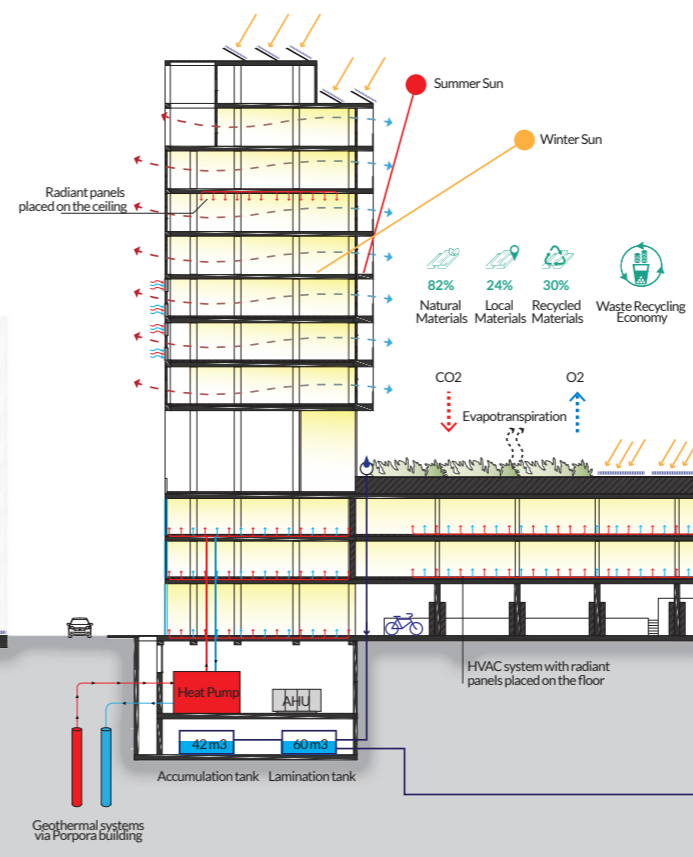 Summer Sun
Winter Sun
Radiant panels
placed on the ceiling
82%
24%
30%
Natural
Materials
Local
Materials
Recycled
Materials
Waste Recycling
Economy
CO2
O2
Evapotranspiration
HVAC system with radiant
panels placed on the floor
Heat Pump
AHU
42 m3
60 m3
Accumulation tank
Lamination tank
Geothermal systems
via Porpora building